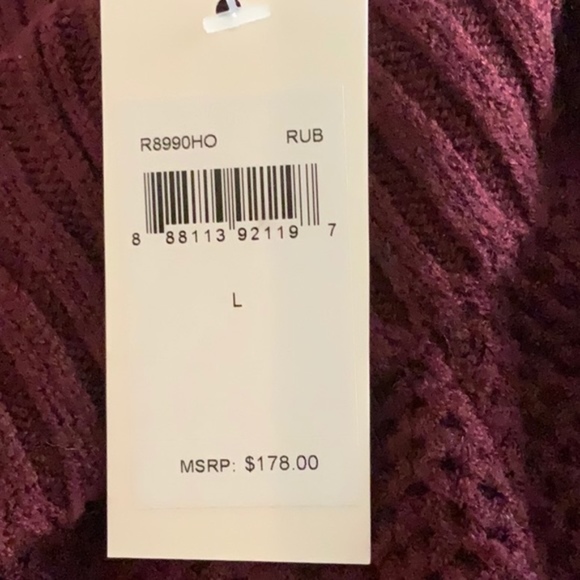 R8990HO RUB
8 88113 92119 7
L
MSRP: $178.00